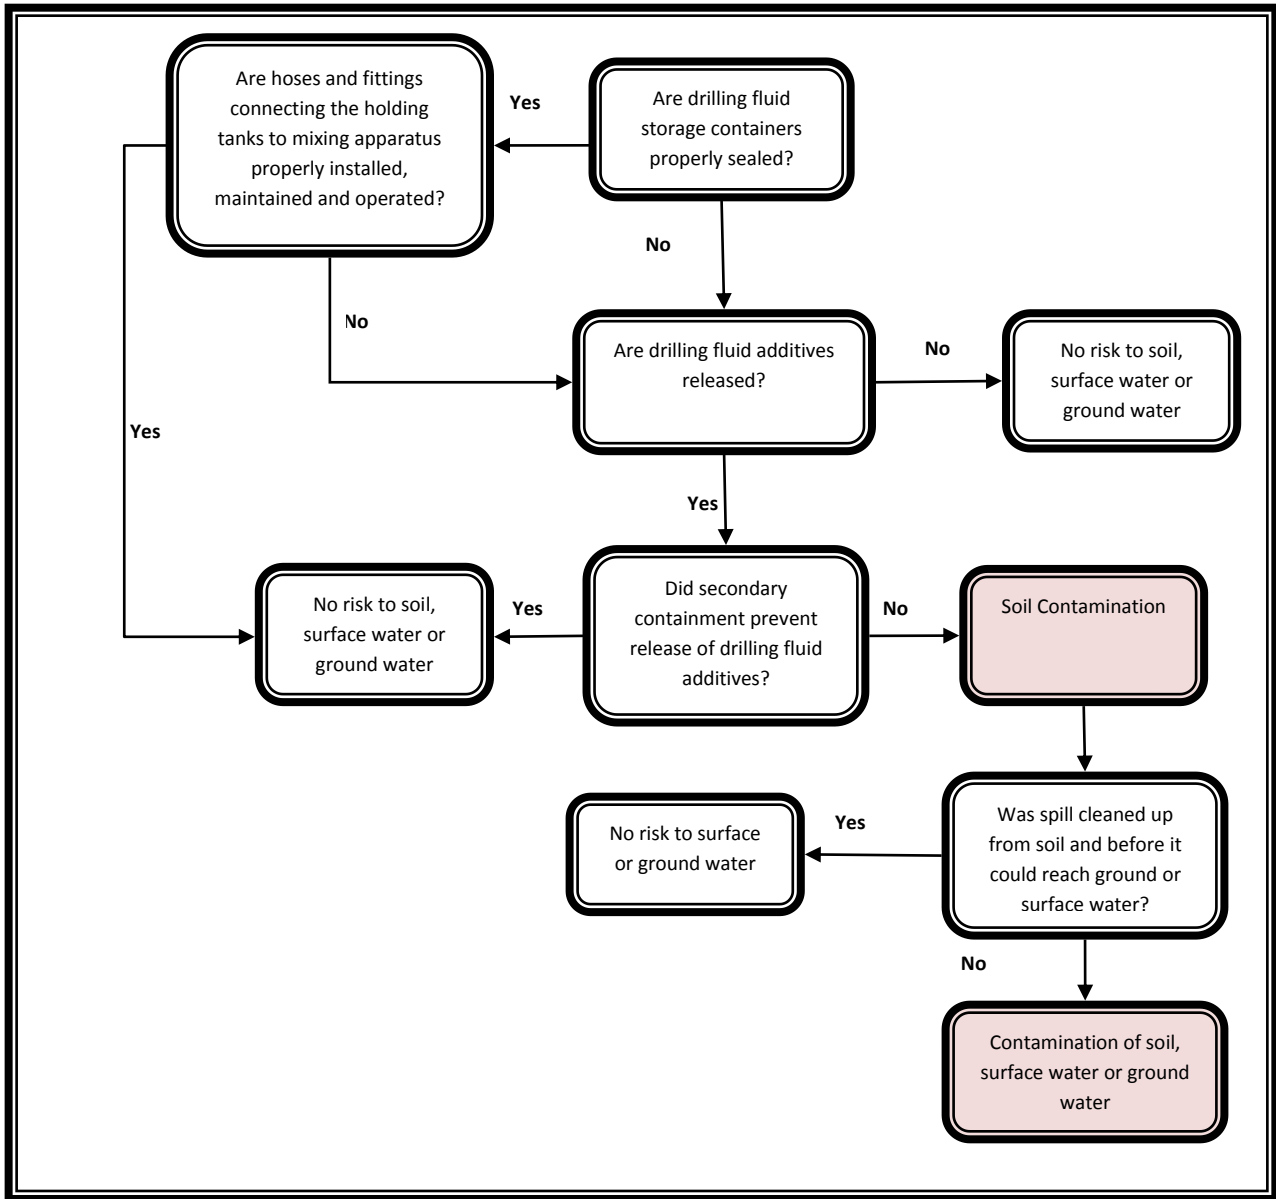 Are hoses and fittings
connecting the holding
tanks to mixing apparatus
properly installed,
maintained and operated?
Yes
Are drilling fluid
storage containers
properly sealed?
No
No
Are drilling fluid additives
released?
No
No risk to soil,
surface water or
ground water
Yes
Yes
No risk to soil,
surface water or
ground water
Yes
Did secondary
containment prevent
release of drilling fluid
additives?
No
Soil Contamination
No risk to surface
or ground water
Yes
Was spill cleaned up
from soil and before it
could reach ground or
surface water?
No
Contamination of soil,
surface water or ground
water